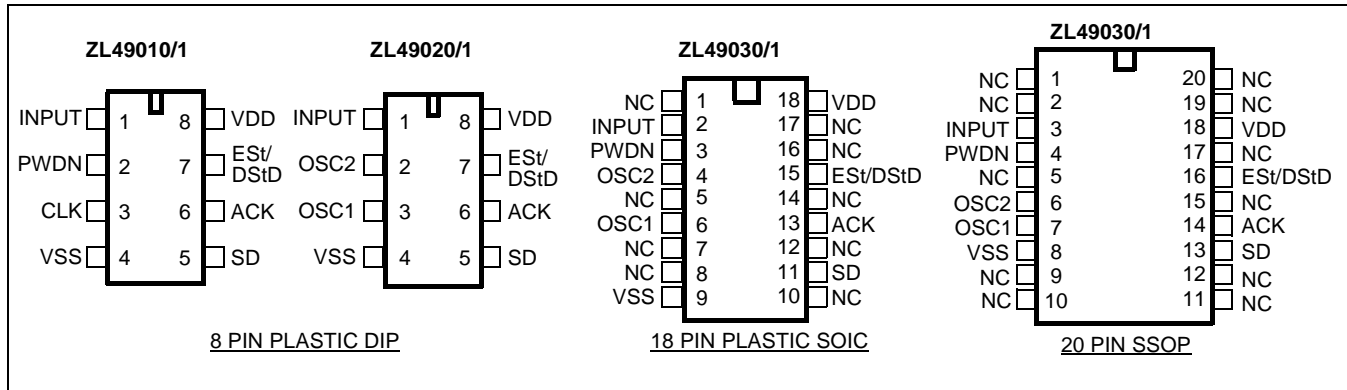 ZL49010/1
INPUT 1 8 VDD
PWDN 2 7 ESt/
DStD
CLK 3 6 ACK
VSS 4 5 SD
ZL49020/1
INPUT 1 8 VDD
OSC2 2 7 ESt/
DStD
OSC1 3 6 ACK
VSS 4 5 SD
8 PIN PLASTIC DIP
ZL49030/1
NC 1 18 VDD
INPUT 2 17 NC
PWDN 3 16 NC
OSC2 4 15 ESt/DStD
NC 5 14 NC
OSC1 6 13 ACK
NC 7 12 NC
NC 8 11 SD
VSS 9 10 NC
18 PIN PLASTIC SOIC
ZL49030/1
NC 1 20 NC
NC 2 19 NC
INPUT 3 18 VDD
PWDN 4 17 NC
NC 5 16 ESt/DStD
OSC2 6 15 NC
OSC1 7 14 ACK
VSS 8 13 SD
NC 9 12 NC
NC 10 11 NC
20 PIN SSOP